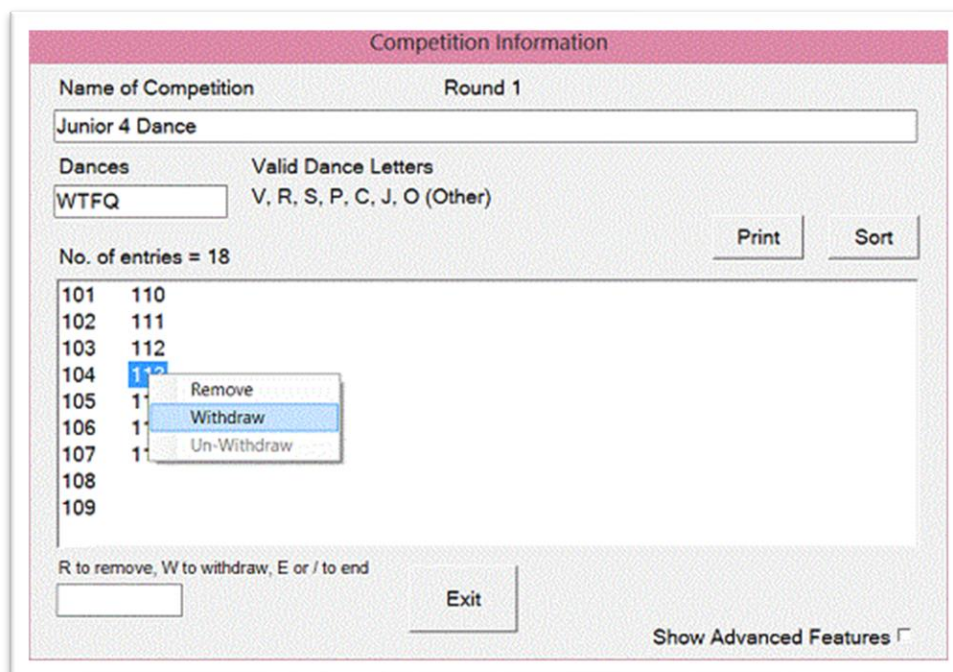 Competition Information
Name of Competition Round 1
Junior 4 Dance
Dances Valid Dance Letters
WTFQ V, R, S, P, C, J, O (Other)
Print Sort
No. of entries = 18
101 110
102 111
103 112
104
105 Remove
106 Withdraw
107 Un-Withdraw
108
109
R to remove, W to withdraw, E or / to end
Exit
Show Advanced Features